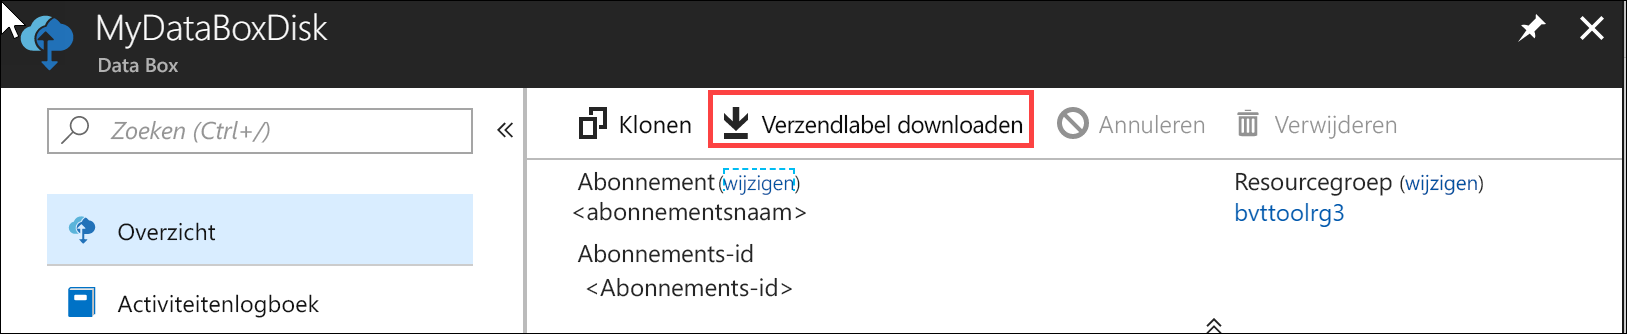 MyDataBoxDisk
Data Box
Zoeken (Ctrl+/)
Klonen Verzendlabel downloaden Annuleren Verwijderen
Abonnement (wijzigen) Resourcegroep (wijzigen)
<abonnementsnaam> bvttoolrg3
Overzicht
Abonnements-id
<Abonnements-id>
Activiteitenlogboek